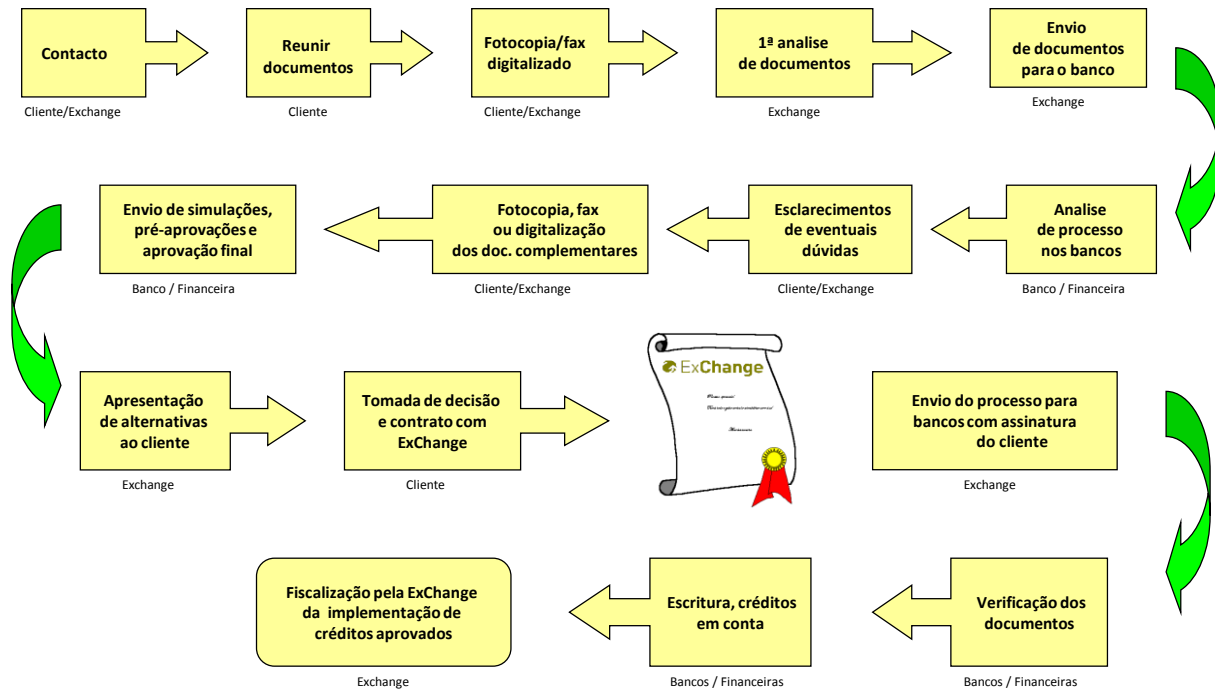 Contacto
Cliente/Exchange
Reunir
documentos
Cliente
Fotocopia/fax
digitalizado
Cliente/Exchange
1ª analise
de documentos
Exchange
Envio
de documentos
para o banco
Exchange
Analise
de processo
nos bancos
Banco / Financeira
Esclarecimentos
de eventuais
dúvidas
Cliente/Exchange
Fotocopia, fax
ou digitalização
dos doc. complementares
Cliente/Exchange
Envio de simulações,
pré-aprovações e
aprovação final
Banco / Financeira
Apresentação
de alternativas
ao cliente
Exchange
Tomada de decisão
e contrato com
ExChange
Cliente
ExChange
Envio do processo para
bancos com assinatura
do cliente
Exchange
Verificação dos
documentos
Bancos / Financeiras
Escritura, créditos
em conta
Bancos / Financeiras
Fiscalização pela ExChange
da implementação de
créditos aprovados
Exchange